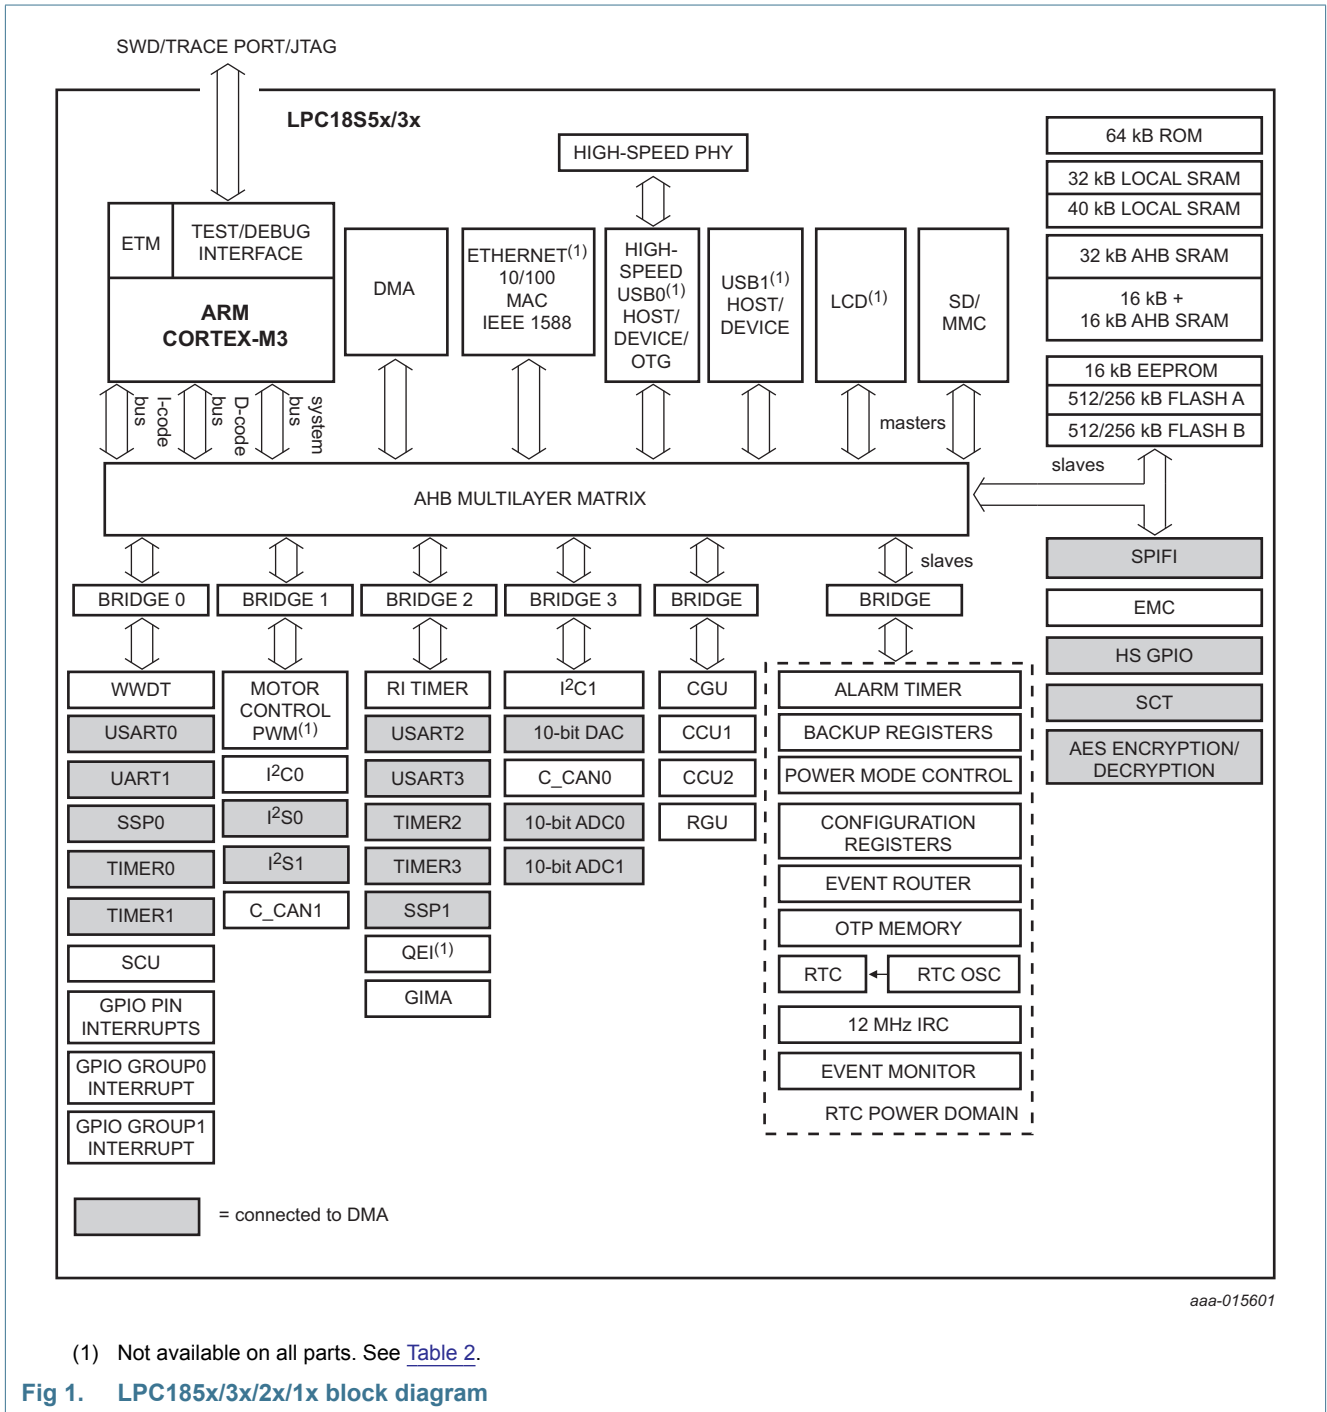 SWD/TRACE PORT/JTAG
LPC18S5x/3x
HIGH-SPEED PHY
ETM
TEST/DEBUG
INTERFACE
ARM
CORTEX-M3
DMA
ETHERNET(1)
10/100
MAC
IEEE 1588
HIGH-
SPEED
USB0(1)
HOST/
DEVICE/
OTG
USB1(1)
HOST/
DEVICE
LCD(1)
SD/
MMC
64 kB ROM
32 kB LOCAL SRAM
40 kB LOCAL SRAM
32 kB AHB SRAM
16 kB +
16 kB AHB SRAM
16 kB EEPROM
512/256 kB FLASH A
512/256 kB FLASH B
I-code
bus
D-code
bus
system
bus
masters
slaves
AHB MULTILAYER MATRIX
slaves
BRIDGE 0
BRIDGE 1
BRIDGE 2
BRIDGE 3
BRIDGE
BRIDGE
WWDT
USART0
UART1
SSP0
TIMER0
TIMER1
SCU
GPIO PIN
INTERRUPTS
GPIO GROUP0
INTERRUPT
GPIO GROUP1
INTERRUPT
MOTOR
CONTROL
PWM(1)
I2C0
I2S0
I2S1
C_CAN1
RI TIMER
USART2
USART3
TIMER2
TIMER3
SSP1
QEI(1)
GIMA
I2C1
10-bit DAC
C_CAN0
10-bit ADC0
10-bit ADC1
CGU
CCU1
CCU2
RGU
ALARM TIMER
BACKUP REGISTERS
POWER MODE CONTROL
CONFIGURATION
REGISTERS
EVENT ROUTER
OTP MEMORY
RTC
RTC OSC
12 MHz IRC
EVENT MONITOR
RTC POWER DOMAIN
SPIFI
EMC
HS GPIO
SCT
AES ENCRYPTION/
DECRYPTION
= connected to DMA
aaa-015601
(1) Not available on all parts. See Table 2.
Fig 1. LPC185x/3x/2x/1x block diagram